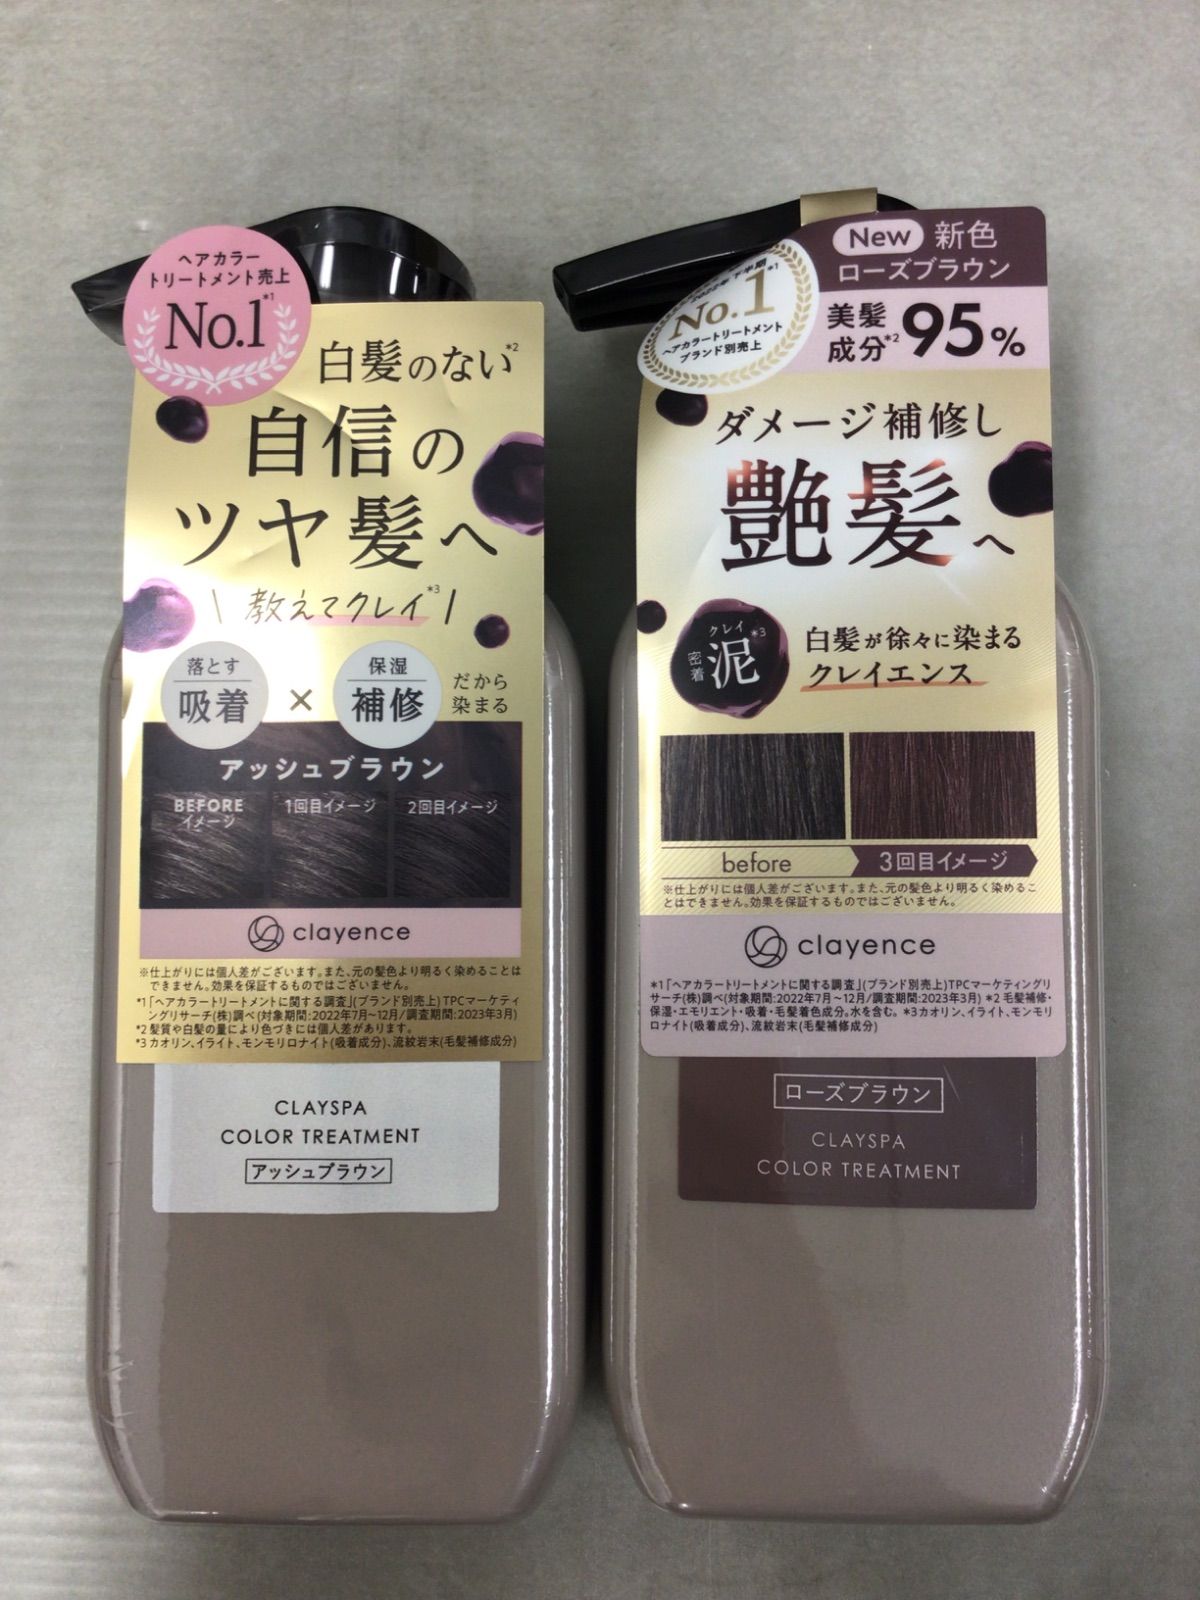 ヘアカラー
トリートメント売上
No.1*1
白髪のない*2
自信の
ツヤ髪へ
\ 教えてクレイ*3 /
落とす
吸着
×
保湿
補修
だから
染まる
アッシュブラウン
BEFORE
イメージ
1回目イメージ
2回目イメージ
clayence
※仕上がりには個人差がございます。また、元の髪色より明るく染めることは
できません。効果を保証するものではございません。
*1「ヘアカラートリートメントに関する調査」(ブランド別売上)TPCマーケティ
ングリサーチ(株)調べ(対象期間:2022年7月~12月/調査期間:2023年3月)
*2 髪質や白髪の量により色づきには個人差があります。
*3 カオリン、イライト、モンモリロナイト(吸着成分)、流紋岩末(毛髪補修成分)
CLAYSPA
COLOR TREATMENT
アッシュブラウン
New 新色
ローズブラウン
2022年下半期
No.1*1
ヘアカラートリートメント
ブランド別売上
美髪
成分*2
95%
ダメージ補修し
艶髪へ
クレイ
泥*3
密着
白髪が徐々に染まる
クレイエンス
before
3回目イメージ
※仕上がりには個人差がございます。また、元の髪色より明るく染めるこ
とはできません。効果を保証するものではございません。
clayence
*1「ヘアカラートリートメントに関する調査」(ブランド別売上)TPCマーケティングリ
サーチ(株)調べ(対象期間:2022年7月~12月/調査期間:2023年3月) *2 毛髪補修・
保湿・エモリエント・吸着・毛髪着色成分。水を含む。 *3カオリン、イライト、モンモリ
ロナイト(吸着成分)、流紋岩末(毛髪補修成分)
ローズブラウン
CLAYSPA
COLOR TREATMENT